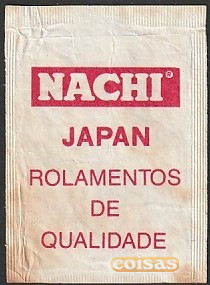 NACHI®
JAPAN
ROLAMENTOS
DE
QUALIDADE
coisas